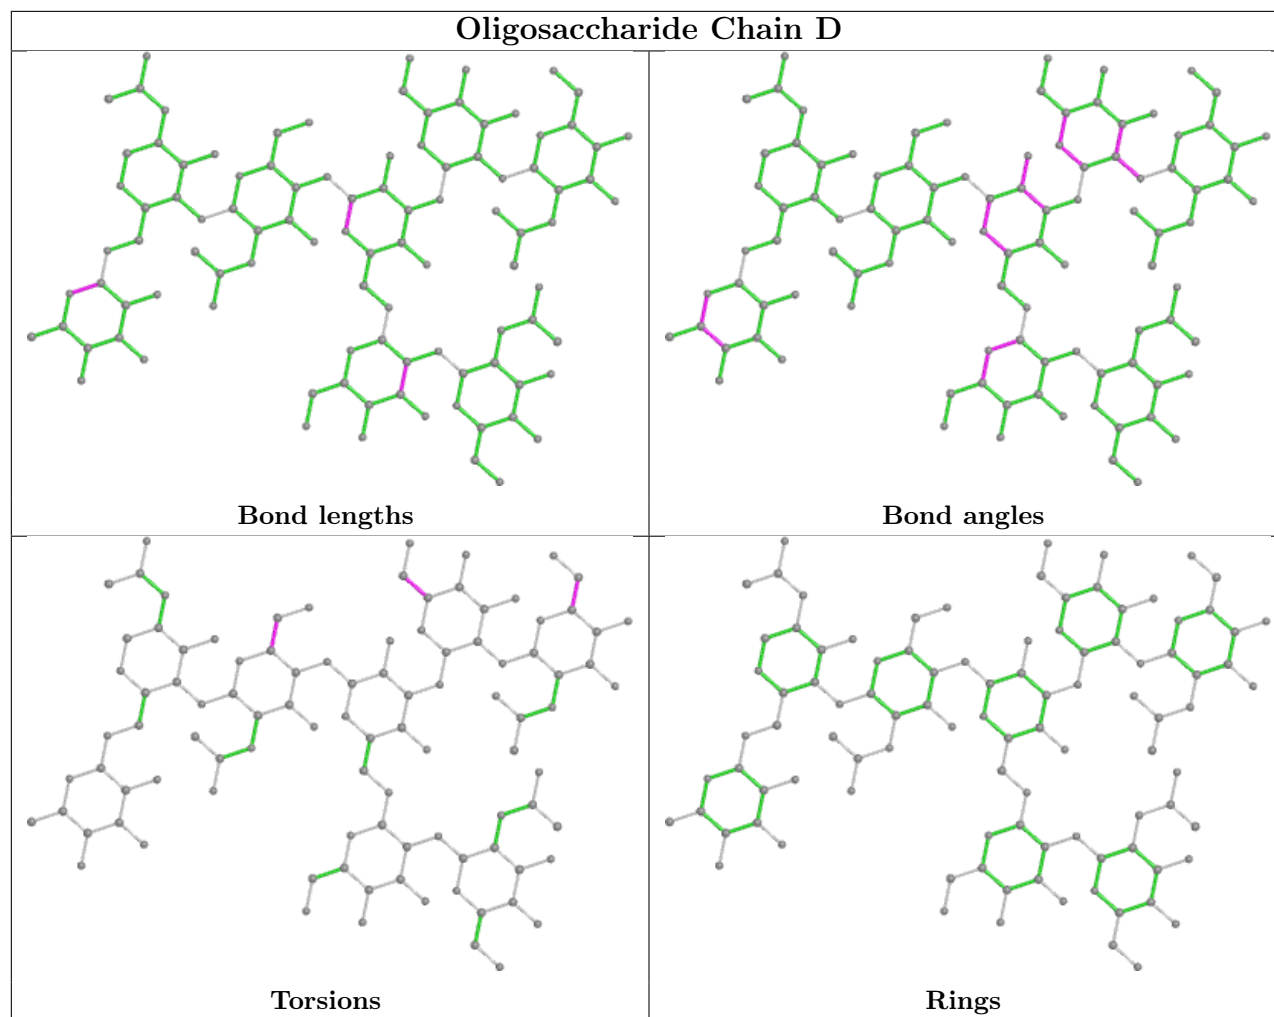 Oligosaccharide Chain D
Bond lengths
Bond angles
Torsions
Rings